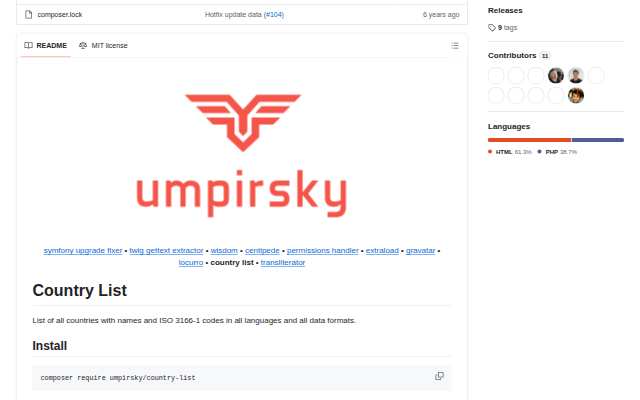 composer.lock Hotfix update data (#104) 6 years ago
README MIT license
umpirsky
symfony upgrade fixer • twig gettext extractor • wisdom • centipede • permissions handler • extraload • gravatar •
locurro • country list • transliterator
Country List
List of all countries with names and ISO 3166-1 codes in all languages and all data formats.
Install
composer require umpirsky/country-list
Releases
9 tags
Contributors 11
Languages
HTML 61.3% PHP 38.7%